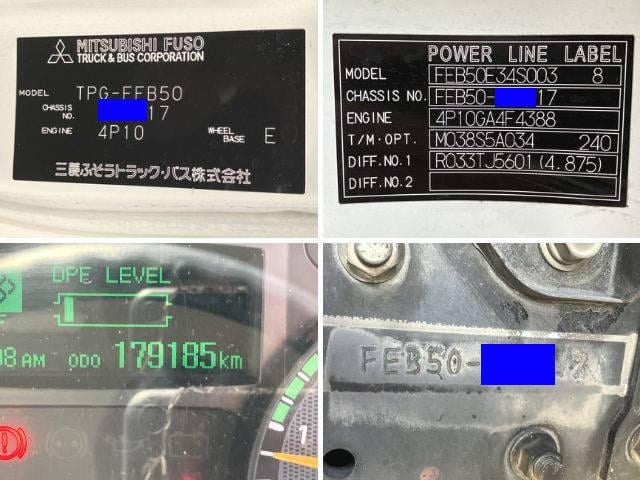 MITSUBISHI FUSO
TRUCK & BUS CORPORATION
MODEL TPG-FEB50
CHASSIS NO. 17
ENGINE 4P10 WHEEL BASE E
三菱ふそうトラック・バス株式会社
POWER LINE LABEL
MODEL FEB50E34S003 8
CHASSIS NO. FEB50- 17
ENGINE 4P10GA4F4388
T/M・OPT. M038S5A034 240
DIFF.NO.1 R033TJ5601(4.875)
DIFF.NO.2
DPF LEVEL
08 AM ODO 179185km
1
FEB50- 17